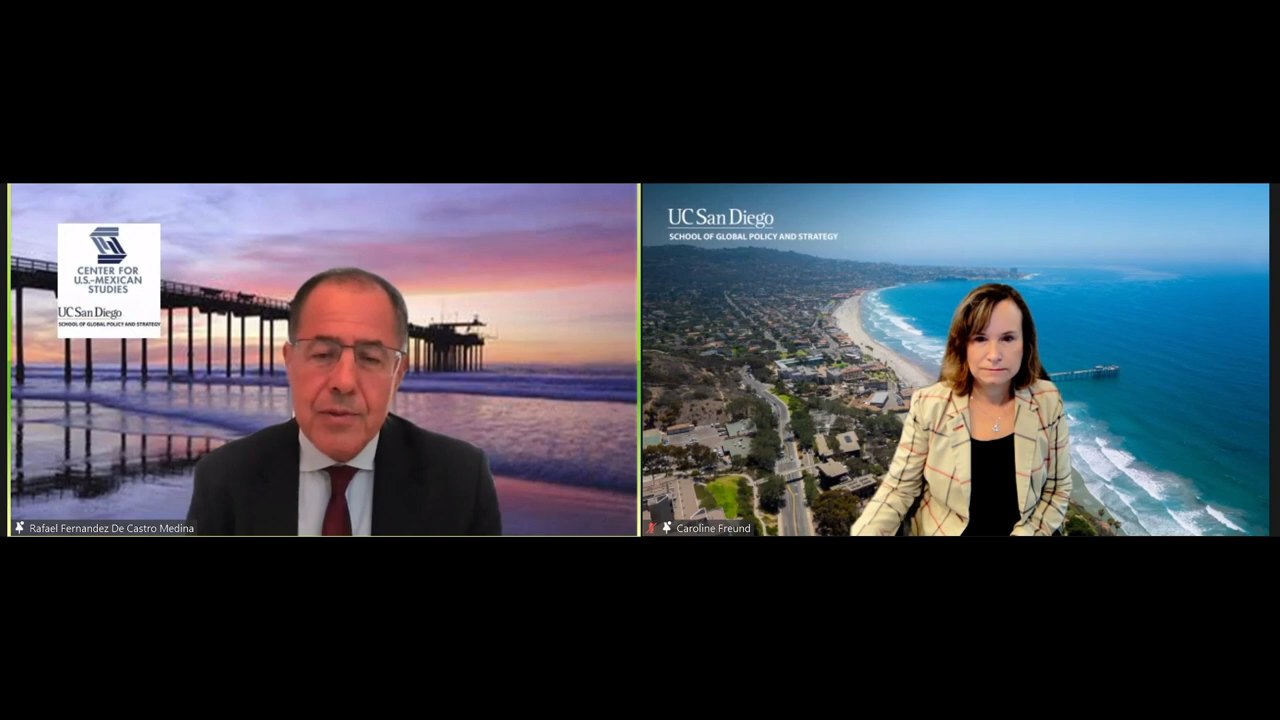 CENTER FOR
U.S.–MEXICAN
STUDIES
UC San Diego
SCHOOL OF GLOBAL POLICY AND STRATEGY
Rafael Fernandez De Castro Medina
UC San Diego
SCHOOL OF GLOBAL POLICY AND STRATEGY
Caroline Freund